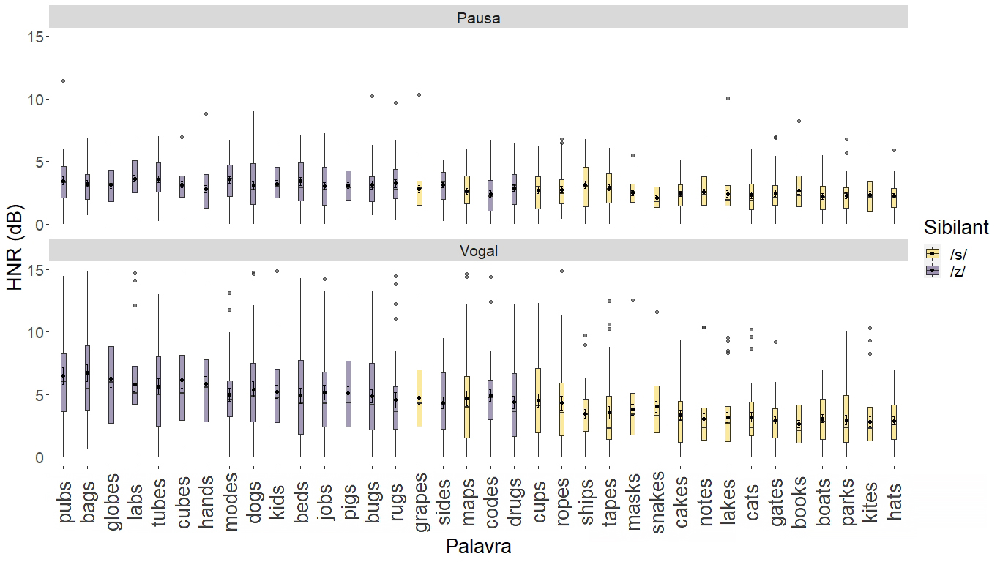 Pausa
15
10
5
0
HNR (dB)
Vogal
15
10
5
0
pubs bags globes labs tubes cubes hands modes dogs kids beds jobs pigs bugs rugs grapes sides maps codes drugs cups ropes ships tapes masks snakes cakes notes lakes cats gates books boats parks kites hats
Palavra
Sibilant
/s/
/z/